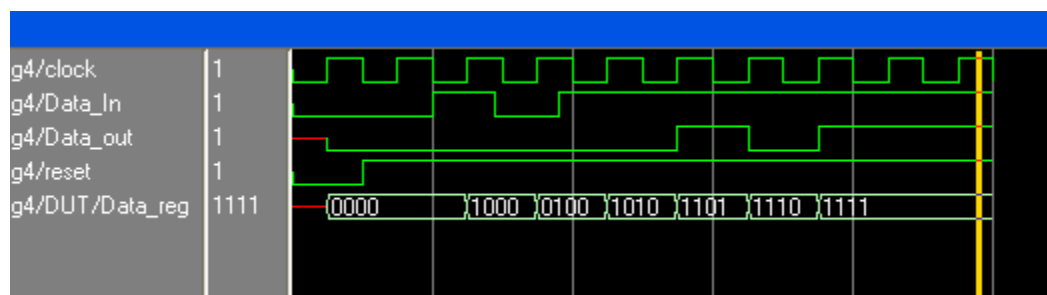 g4/clock 1
g4/Data_In 1
g4/Data_out 1
g4/reset 1
g4/DUT/Data_reg 1111 0000 1000 0100 1010 1101 1110 1111